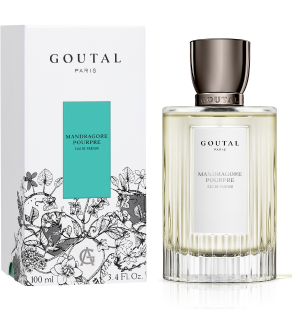 GOUTAL
PARIS
MANDRAGORE
POURPRE
EAU DE PARFUM
100 ml
3.4 Fl. Oz.
GOUTAL
PARIS
MANDRAGORE
POURPRE
EAU DE PARFUM